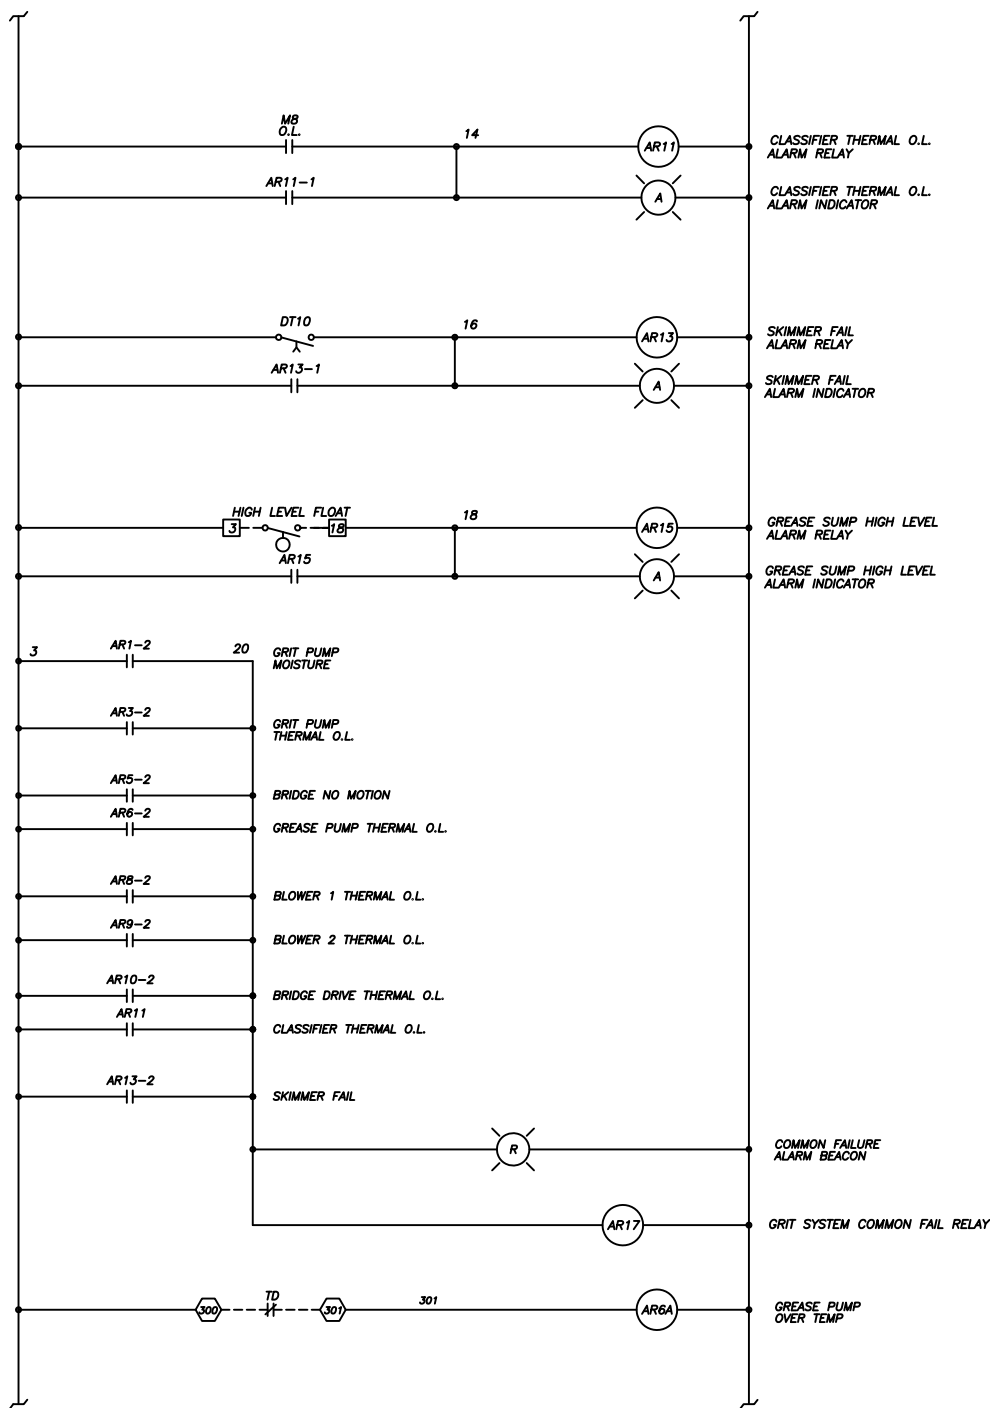 M8
O.L.
14
AR11
CLASSIFIER THERMAL O.L.
ALARM RELAY
AR11-1
A
CLASSIFIER THERMAL O.L.
ALARM INDICATOR
DT10
16
AR13
SKIMMER FAIL
ALARM RELAY
AR13-1
A
SKIMMER FAIL
ALARM INDICATOR
HIGH LEVEL FLOAT
3
18
18
AR15
GREASE SUMP HIGH LEVEL
ALARM RELAY
AR15
A
GREASE SUMP HIGH LEVEL
ALARM INDICATOR
3
AR1-2
20
GRIT PUMP
MOISTURE
AR3-2
GRIT PUMP
THERMAL O.L.
AR5-2
BRIDGE NO MOTION
AR6-2
GREASE PUMP THERMAL O.L.
AR8-2
BLOWER 1 THERMAL O.L.
AR9-2
BLOWER 2 THERMAL O.L.
AR10-2
BRIDGE DRIVE THERMAL O.L.
AR11
CLASSIFIER THERMAL O.L.
AR13-2
SKIMMER FAIL
R
COMMON FAILURE
ALARM BEACON
AR17
GRIT SYSTEM COMMON FAIL RELAY
300
TD
301
301
AR6A
GREASE PUMP
OVER TEMP